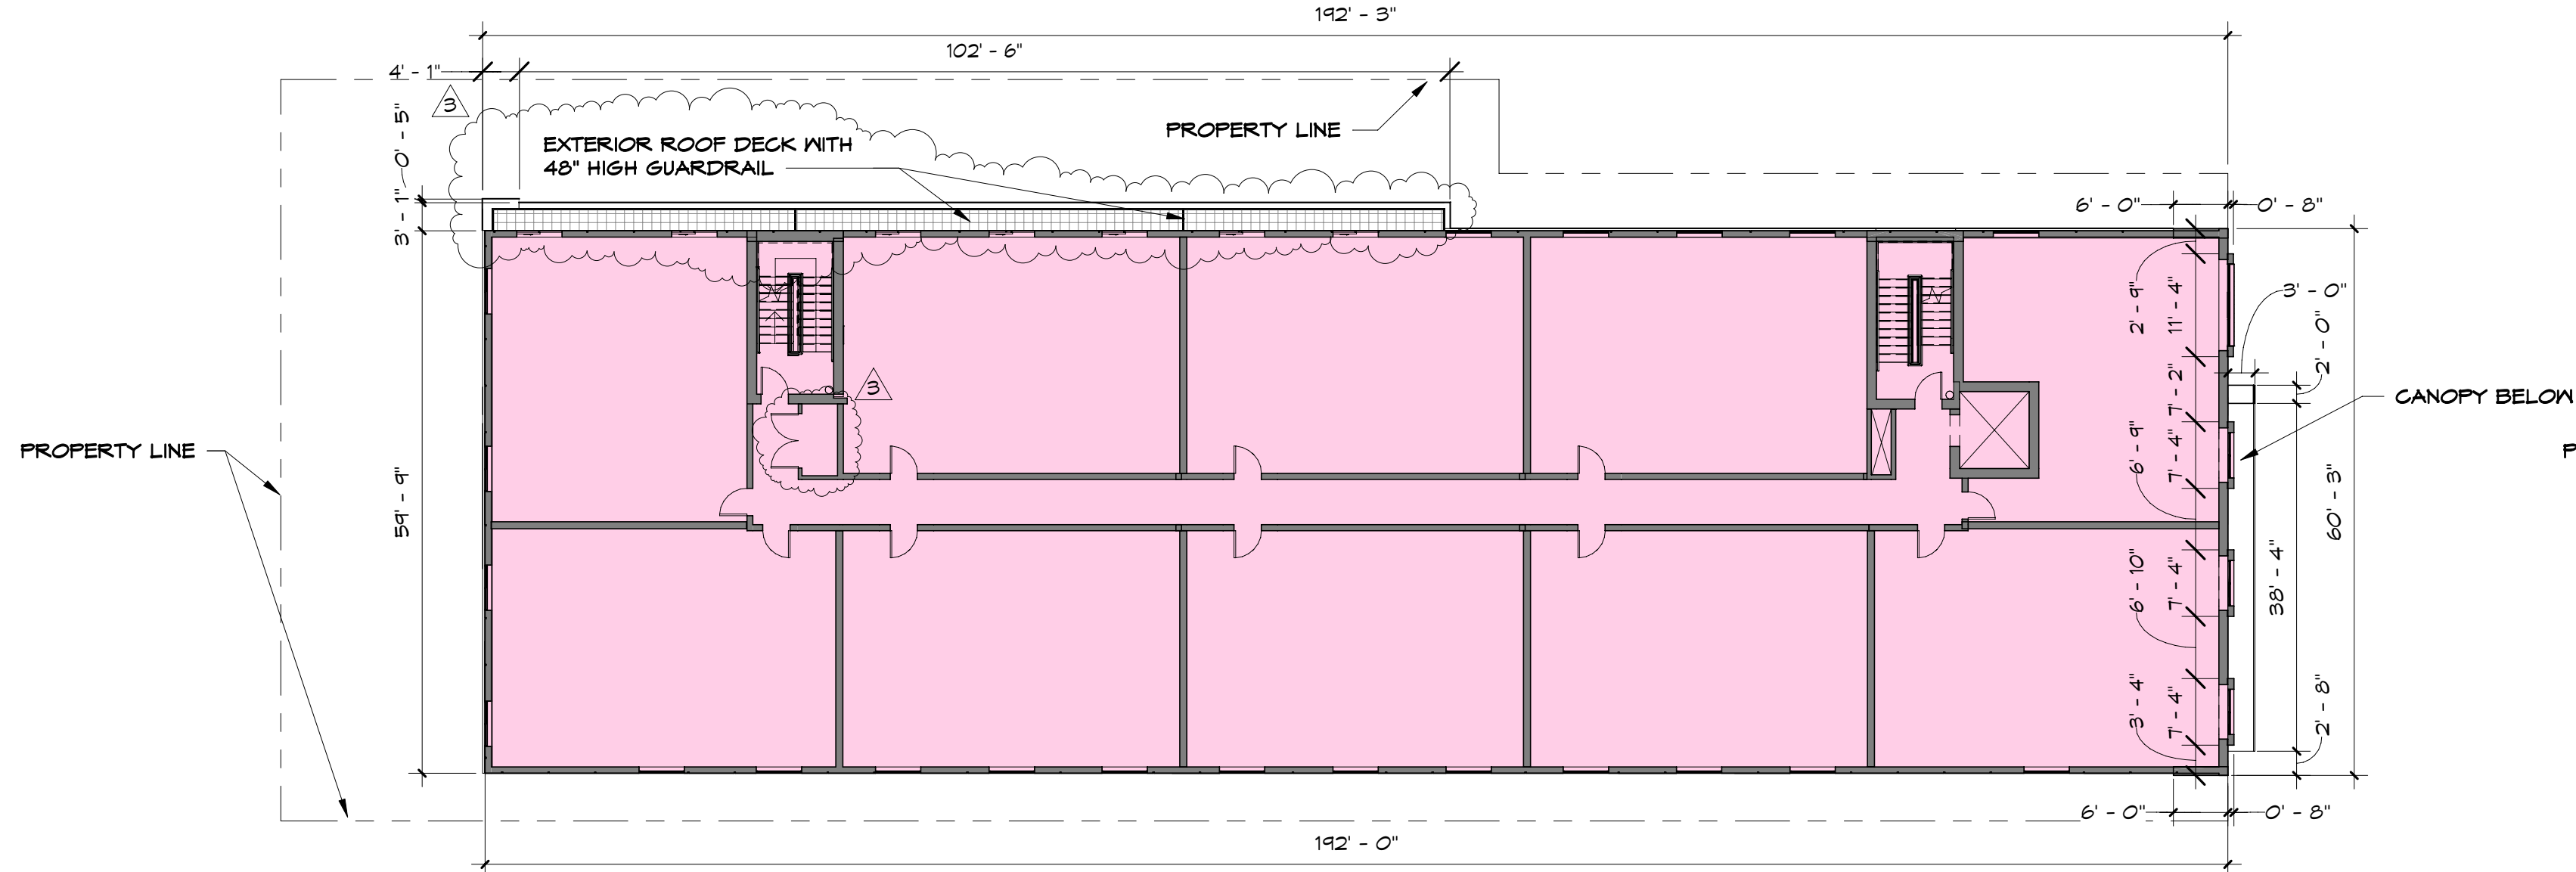 192' - 3"
102' - 6"
4' - 1"
3
0' - 5"
3' - 1"
EXTERIOR ROOF DECK WITH
48" HIGH GUARDRAIL
PROPERTY LINE
6' - 0"
0' - 8"
2' - 9"
11' - 4"
3' - 0"
2' - 0"
7' - 2"
3
CANOPY BELOW
PROPERTY LINE
6' - 9"
7' - 4"
P
59' - 9"
60' - 3"
6' - 10"
7' - 4"
38' - 4"
3' - 4"
7' - 4"
2' - 8"
6' - 0"
0' - 8"
192' - 0"